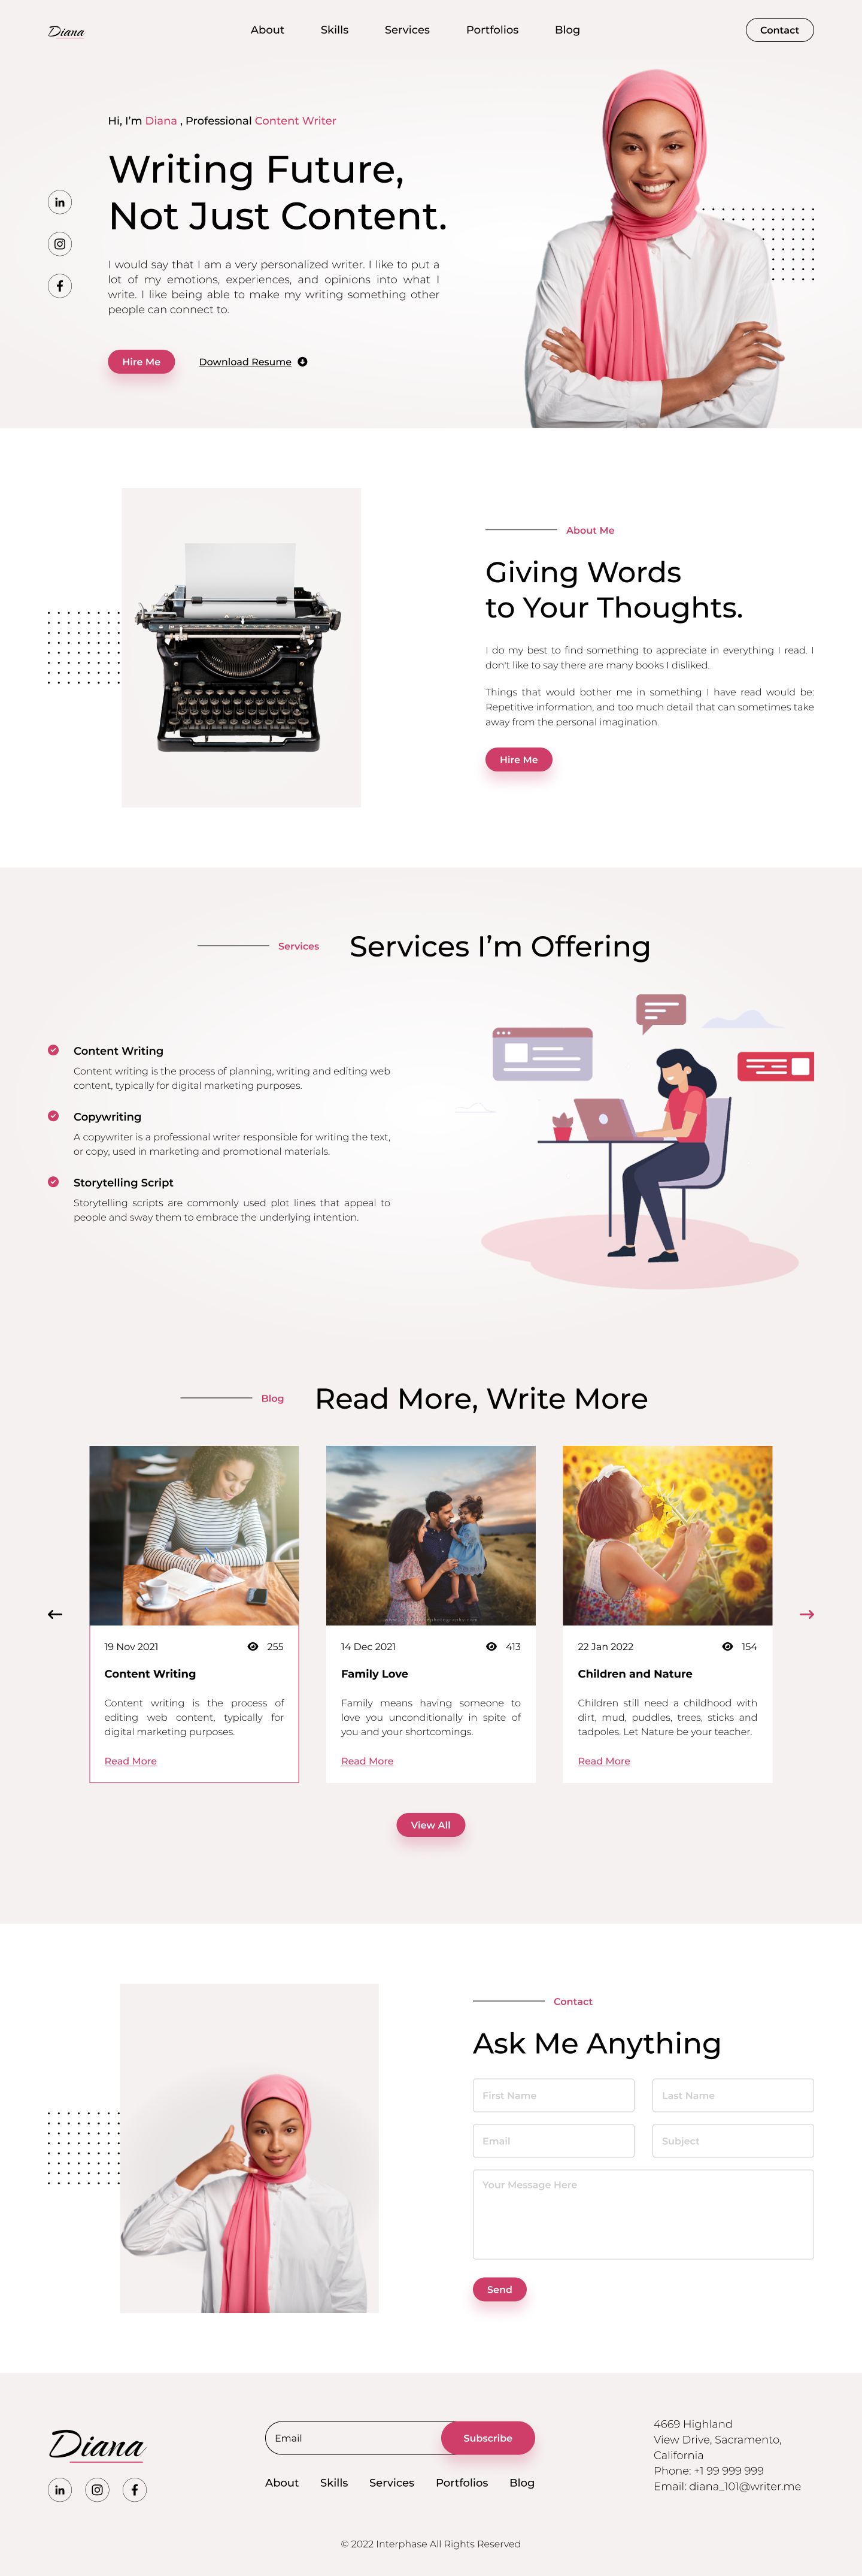 Diana
About Skills Services Portfolios Blog
Contact
Hi, I’m Diana , Professional Content Writer
Writing Future,
Not Just Content.
I would say that I am a very personalized writer. I like to put a
lot of my emotions, experiences, and opinions into what I
write. I like being able to make my writing something other
people can connect to.
Hire Me
Download Resume
About Me
Giving Words
to Your Thoughts.
I do my best to find something to appreciate in everything I read. I
don't like to say there are many books I disliked.
Things that would bother me in something I have read would be:
Repetitive information, and too much detail that can sometimes take
away from the personal imagination.
Hire Me
Services
Services I’m Offering
Content Writing
Content writing is the process of planning, writing and editing web
content, typically for digital marketing purposes.
Copywriting
A copywriter is a professional writer responsible for writing the text,
or copy, used in marketing and promotional materials.
Storytelling Script
Storytelling scripts are commonly used plot lines that appeal to
people and sway them to embrace the underlying intention.
Blog
Read More, Write More
19 Nov 2021 255
Content Writing
Content writing is the process of
editing web content, typically for
digital marketing purposes.
Read More
14 Dec 2021 413
Family Love
Family means having someone to
love you unconditionally in spite of
you and your shortcomings.
Read More
22 Jan 2022 154
Children and Nature
Children still need a childhood with
dirt, mud, puddles, trees, sticks and
tadpoles. Let Nature be your teacher.
Read More
View All
Contact
Ask Me Anything
First Name
Last Name
Email
Subject
Your Message Here
Send
Diana
Email
Subscribe
About Skills Services Portfolios Blog
4669 Highland
View Drive, Sacramento,
California
Phone: +1 99 999 999
Email: diana_101@writer.me
© 2022 Interphase All Rights Reserved